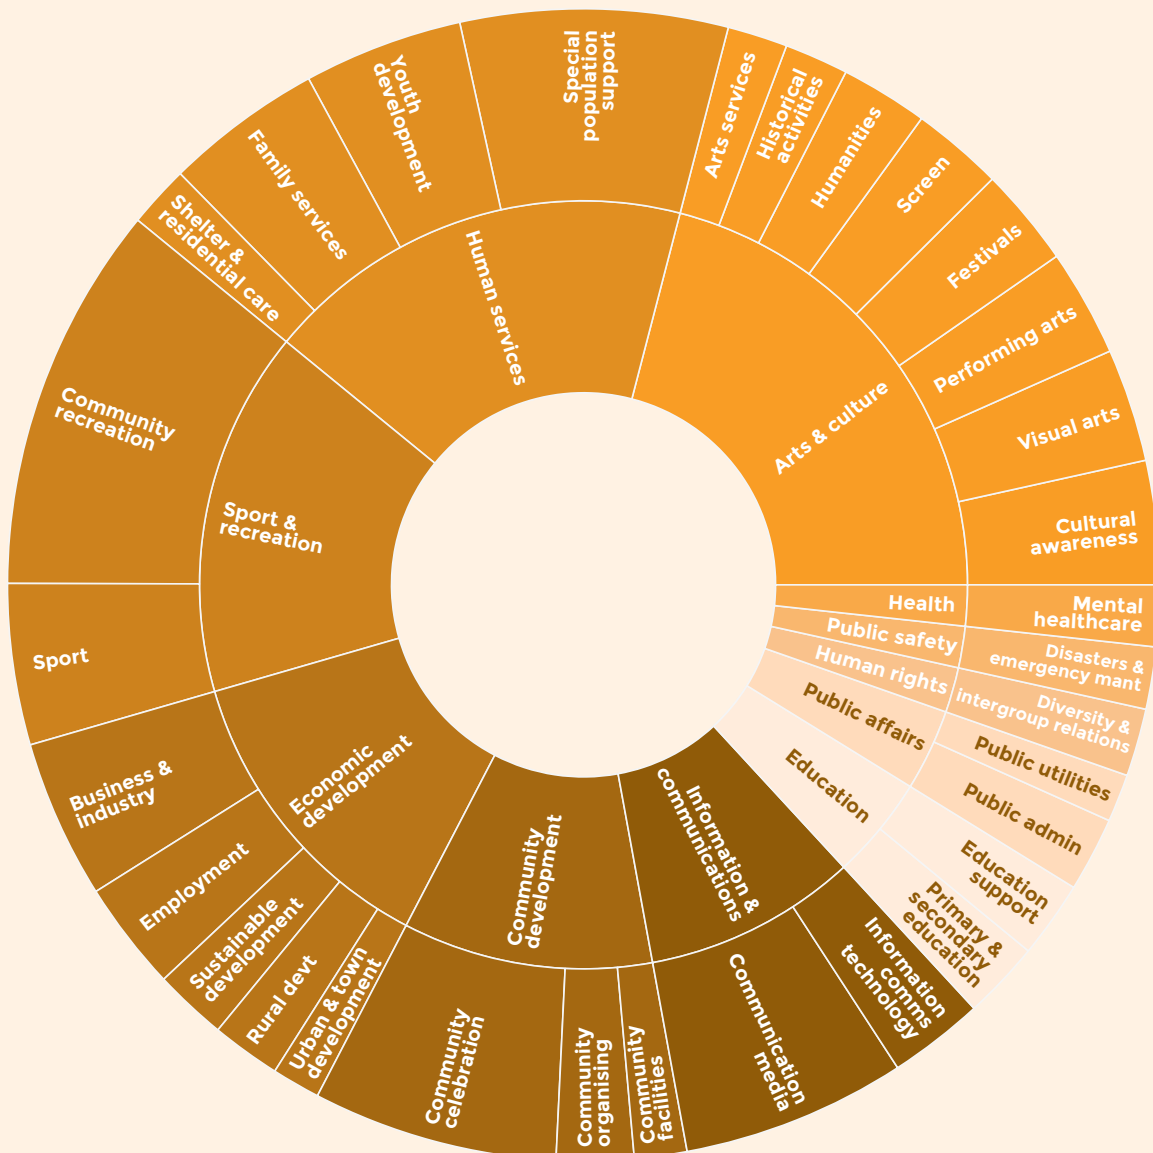 Special
population
support
Arts services
Historical
activities
Humanities
Screen
Festivals
Performing arts
Visual arts
Cultural
awareness
Arts & culture
Health
Mental
healthcare
Public safety
Disasters &
emergency mant
Human rights
Diversity &
intergroup relations
Public affairs
Public utilities
Public admin
Education
Education
support
Primary &
secondary
education
Information &
communications
Information
comms
technology
Communication
media
Community
development
Community
facilities
Community
organising
Community
celebration
Economic
development
Urban & town
development
Rural devt
Sustainable
development
Employment
Business &
industry
Sport &
recreation
Sport
Community
recreation
Human services
Shelter &
residential care
Family services
Youth
development